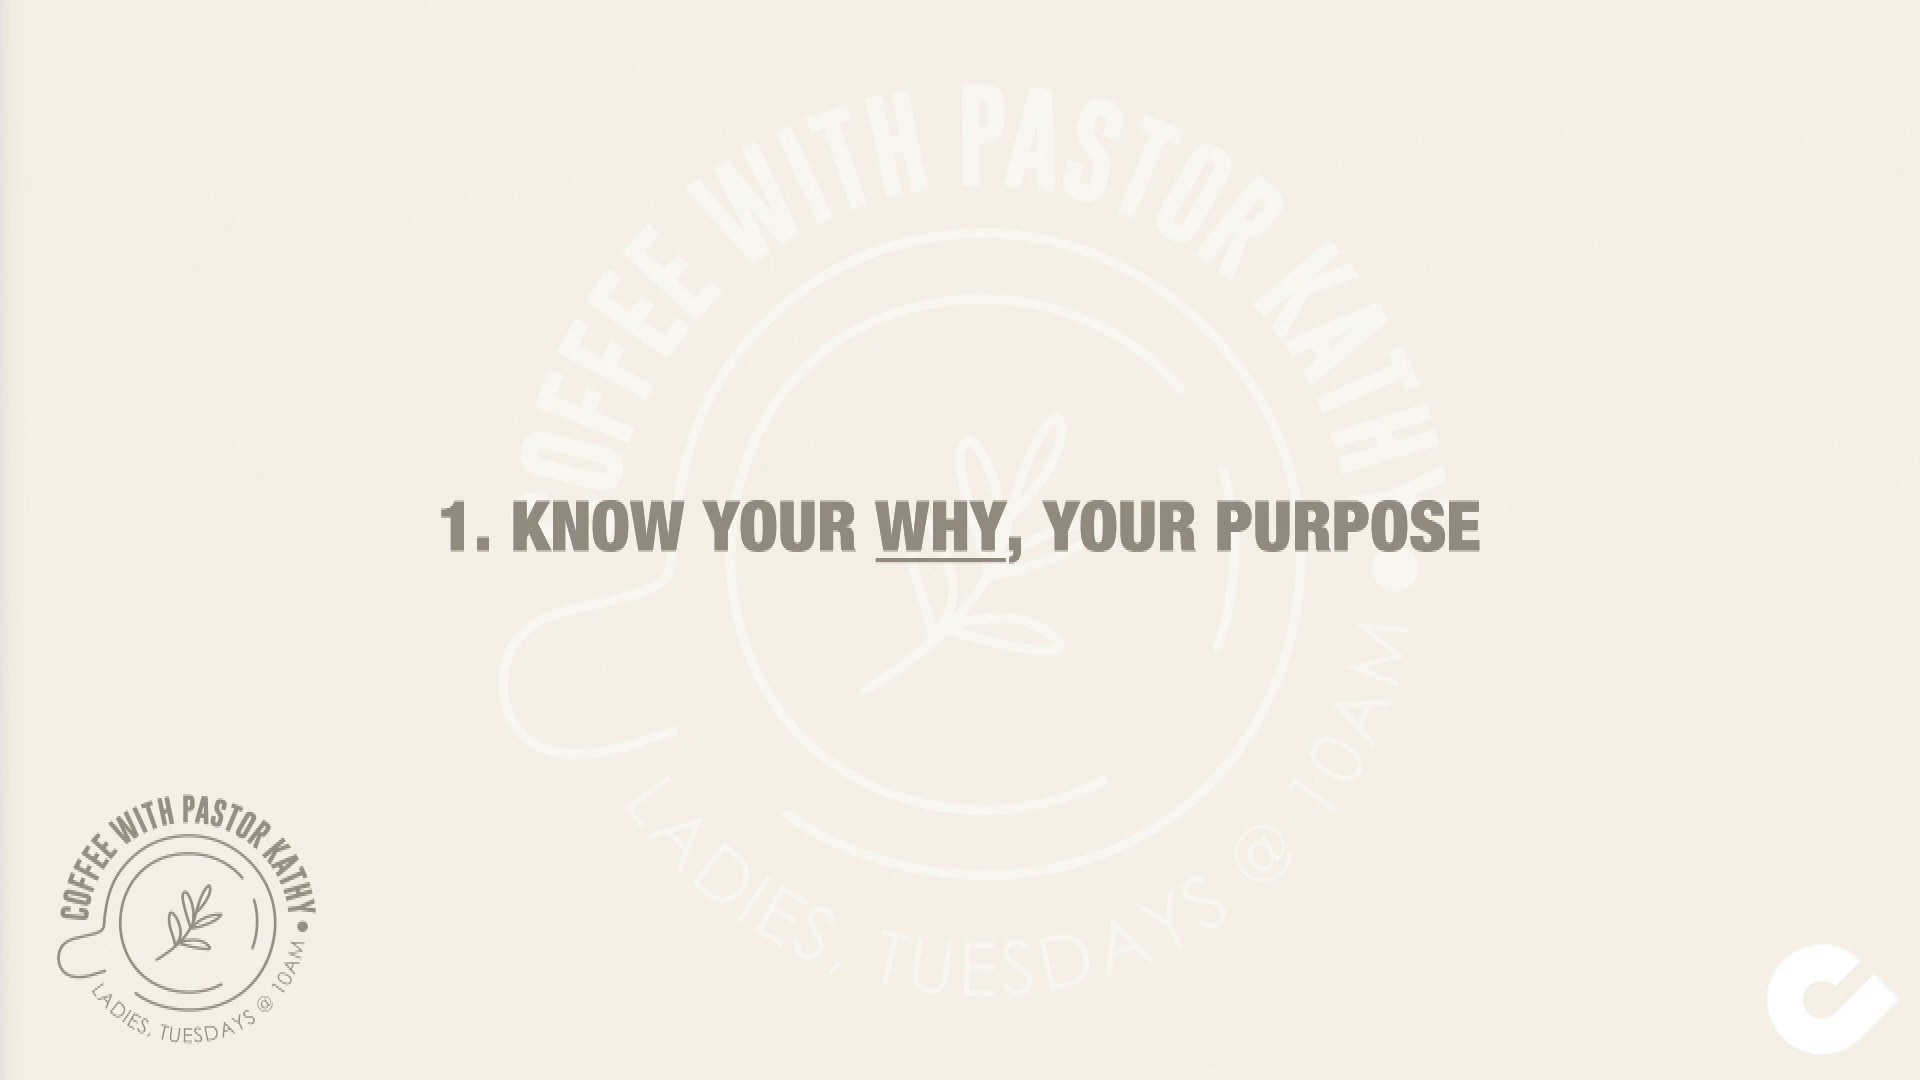 COFFEE WITH PASTOR KATHY •
LADIES, TUESDAYS @ 10AM
1. KNOW YOUR WHY, YOUR PURPOSE
COFFEE WITH PASTOR KATHY •
LADIES, TUESDAYS @ 10AM